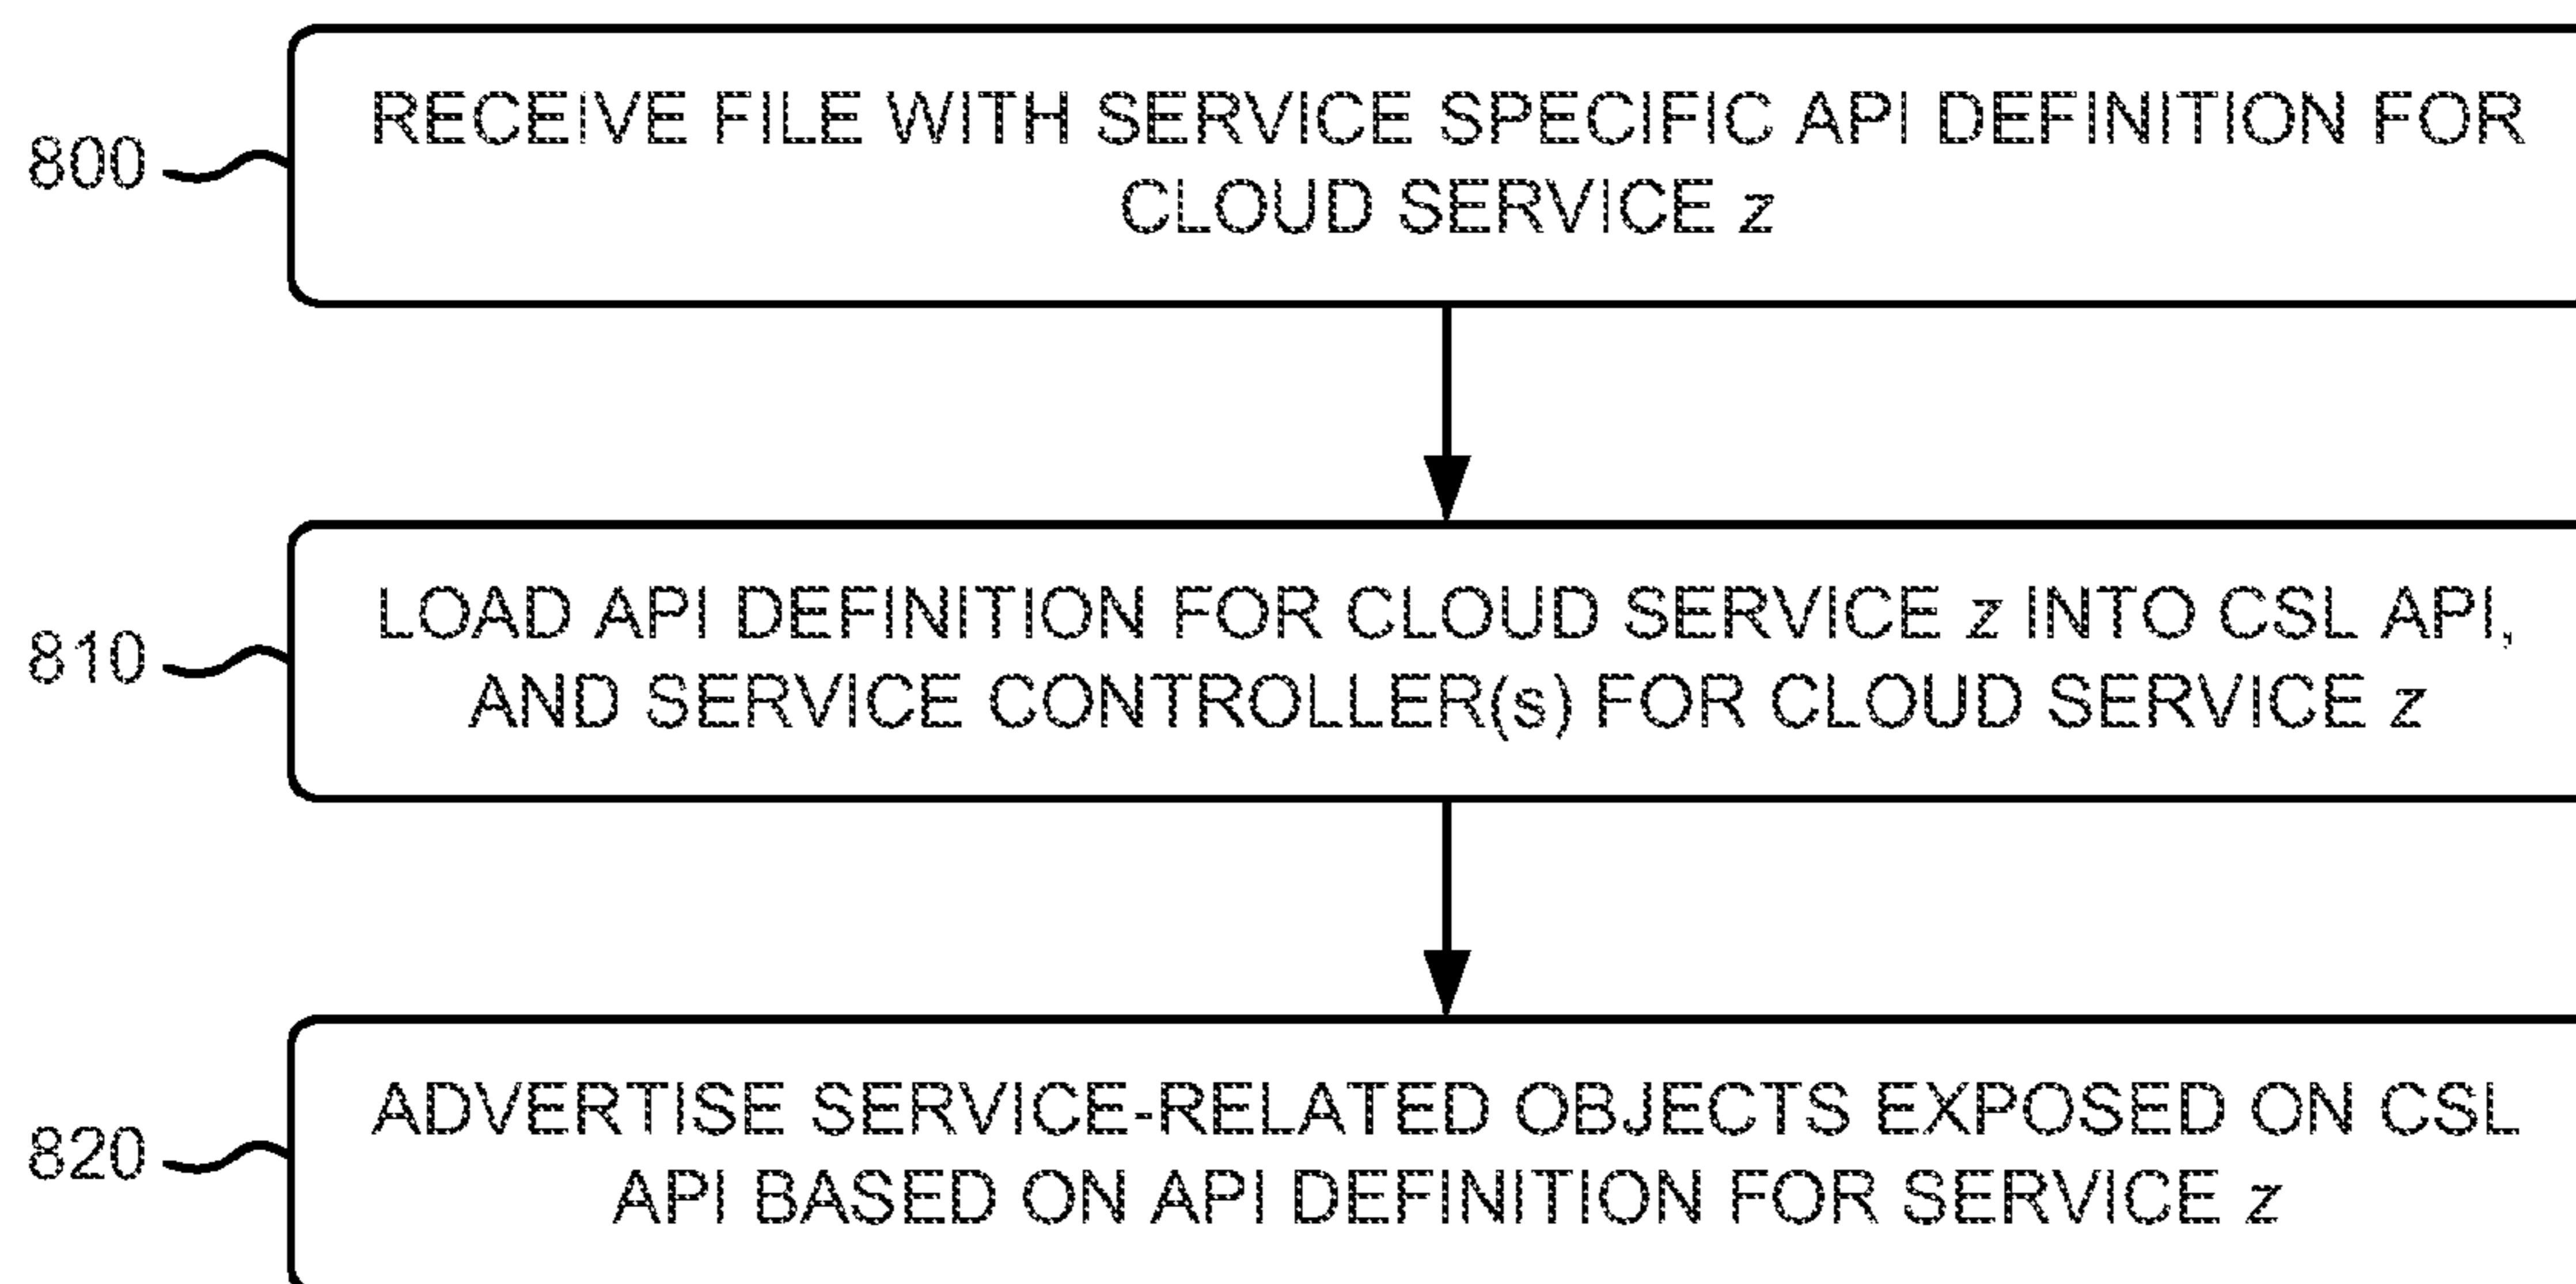 RECEIVE FILE WITH SERVICE SPECIFIC API DEFINITION FOR
800
CLOUD SERVICE z
LOAD API DEFINITION FOR CLOUD SERVICE z INTO CSL API,
810
AND SERVICE CONTROLLER(s) FOR CLOUD SERVICE z
ADVERTISE SERVICE-RELATED OBJECTS EXPOSED ON CSL
820
API BASED ON API DEFINITION FOR SERVICE z